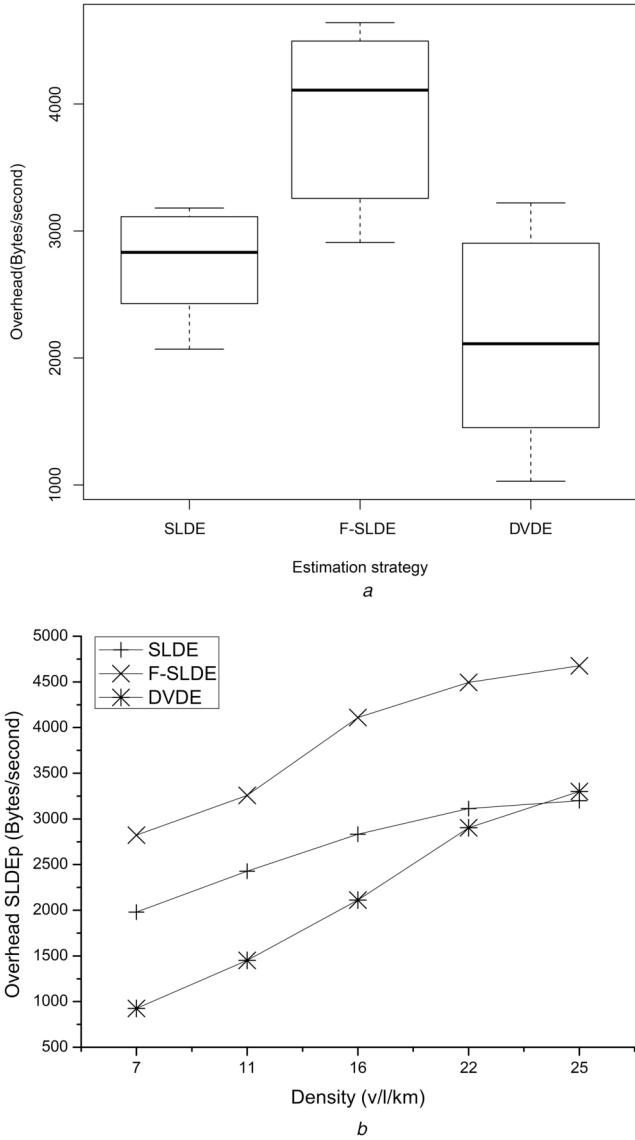 Overhead(Bytes/second)
4000
3000
2000
1000
SLDE F-SLDE DVDE
Estimation strategy
a
SLDE
F-SLDE
DVDE
Overhead SLDEp (Bytes/second)
5000
4500
4000
3500
3000
2500
2000
1500
1000
500
7 11 16 22 25
Density (v/l/km)
b